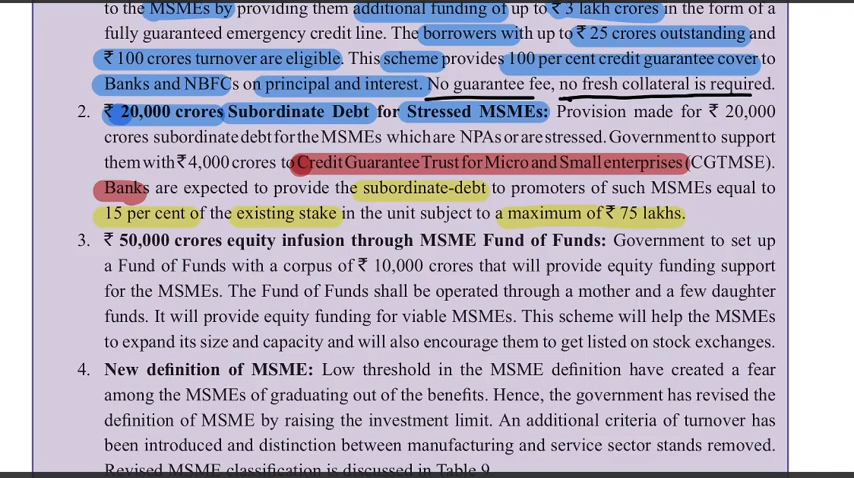 to the MSMEs by providing them additional funding of up to ₹ 3 lakh crores in the form of a
fully guaranteed emergency credit line. The borrowers with up to ₹ 25 crores outstanding and
₹ 100 crores turnover are eligible. This scheme provides 100 per cent credit guarantee cover to
Banks and NBFCs on principal and interest. No guarantee fee, no fresh collateral is required.
2. ₹ 20,000 crores Subordinate Debt for Stressed MSMEs: Provision made for ₹ 20,000
crores subordinate debt for the MSMEs which are NPAs or are stressed. Government to support
them with ₹ 4,000 crores to Credit Guarantee Trust for Micro and Small enterprises (CGTMSE).
Banks are expected to provide the subordinate-debt to promoters of such MSMEs equal to
15 per cent of the existing stake in the unit subject to a maximum of ₹ 75 lakhs.
3. ₹ 50,000 crores equity infusion through MSME Fund of Funds: Government to set up
a Fund of Funds with a corpus of ₹ 10,000 crores that will provide equity funding support
for the MSMEs. The Fund of Funds shall be operated through a mother and a few daughter
funds. It will provide equity funding for viable MSMEs. This scheme will help the MSMEs
to expand its size and capacity and will also encourage them to get listed on stock exchanges.
4. New definition of MSME: Low threshold in the MSME definition have created a fear
among the MSMEs of graduating out of the benefits. Hence, the government has revised the
definition of MSME by raising the investment limit. An additional criteria of turnover has
been introduced and distinction between manufacturing and service sector stands removed.
Revised MSME classification is discussed in Table 9